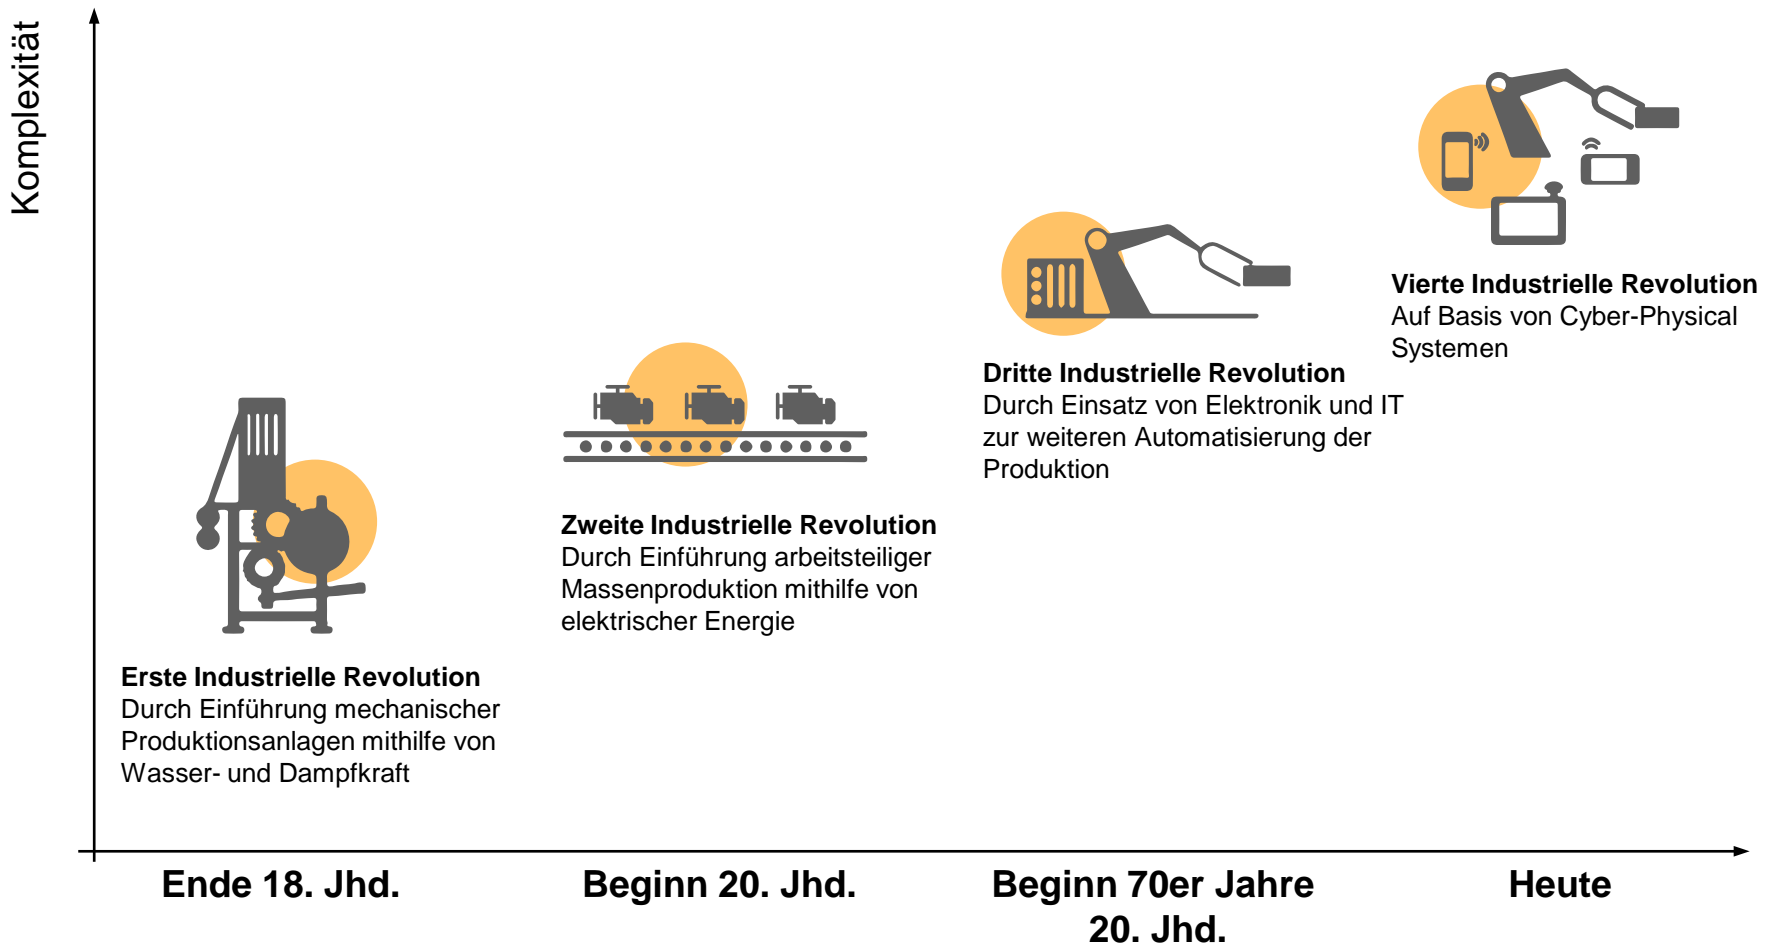 Komplexität
Erste Industrielle Revolution
Durch Einführung mechanischer
Produktionsanlagen mithilfe von
Wasser- und Dampfkraft
Zweite Industrielle Revolution
Durch Einführung arbeitsteiliger
Massenproduktion mithilfe von
elektrischer Energie
Dritte Industrielle Revolution
Durch Einsatz von Elektronik und IT
zur weiteren Automatisierung der
Produktion
Vierte Industrielle Revolution
Auf Basis von Cyber-Physical
Systemen
Ende 18. Jhd.
Beginn 20. Jhd.
Beginn 70er Jahre
20. Jhd.
Heute